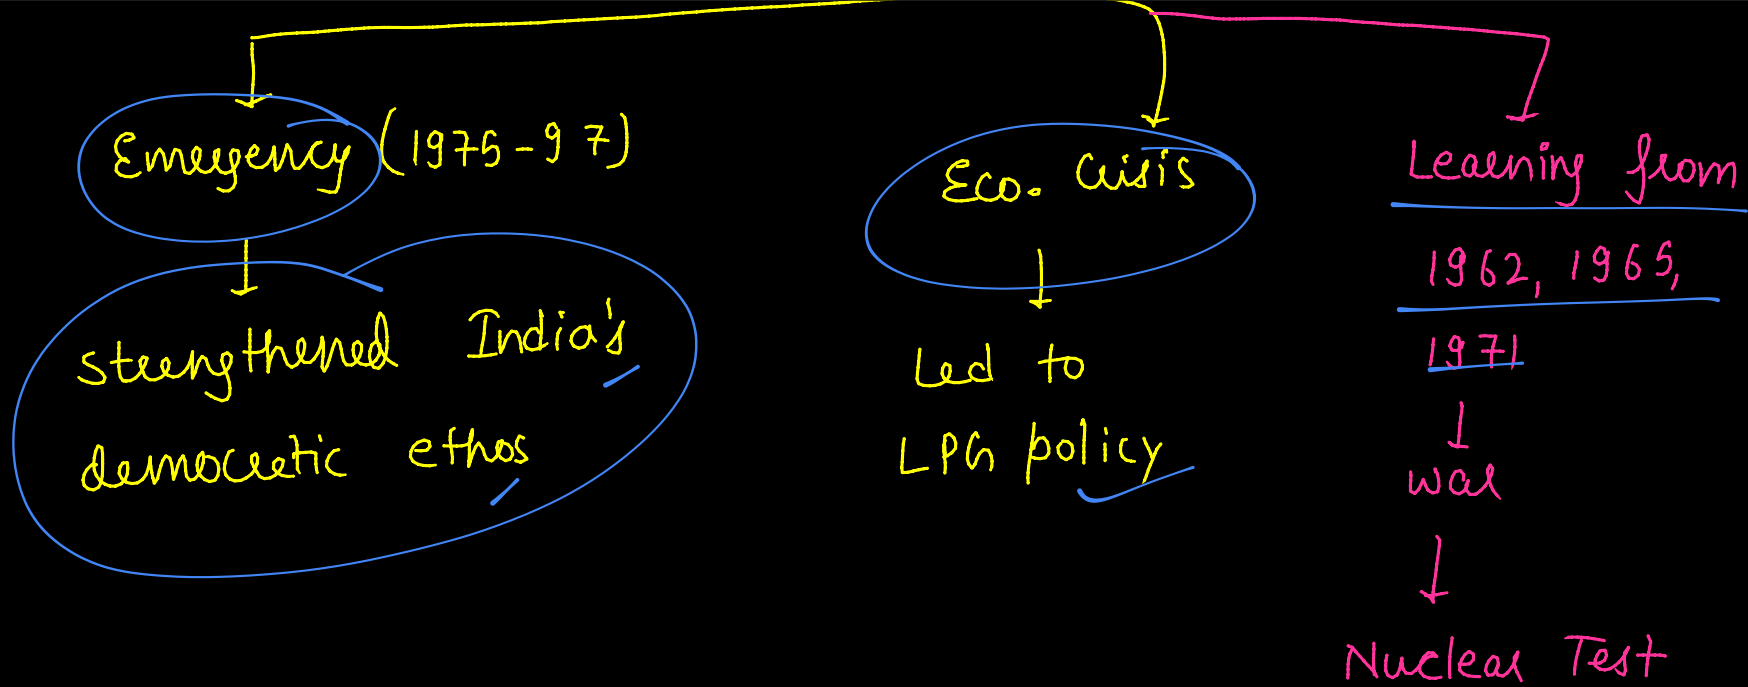 Emergency (1975-97)
strengthened India's
democratic ethos
Eco. Crisis
Led to
LPG policy
Learning from
1962, 1965,
1971
war
Nuclear Test